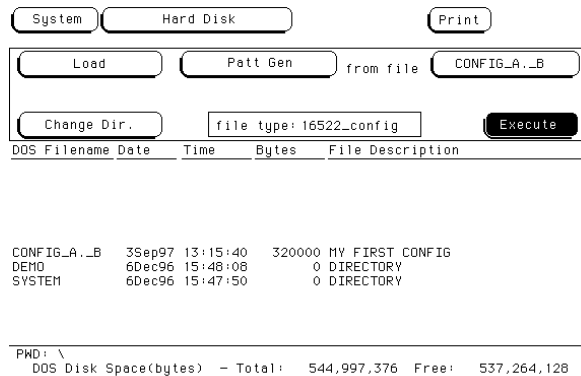 System Hard Disk Print
Load Patt Gen from file CONFIG_A._B
Change Dir. file type: 16522_config Execute
DOS Filename Date Time Bytes File Description
CONFIG_A._B 3Sep97 13:15:40 320000 MY FIRST CONFIG
DEMO 6Dec96 15:48:08 0 DIRECTORY
SYSTEM 6Dec96 15:47:50 0 DIRECTORY
PWD: \
DOS Disk Space(bytes) - Total: 544,997,376 Free: 537,264,128